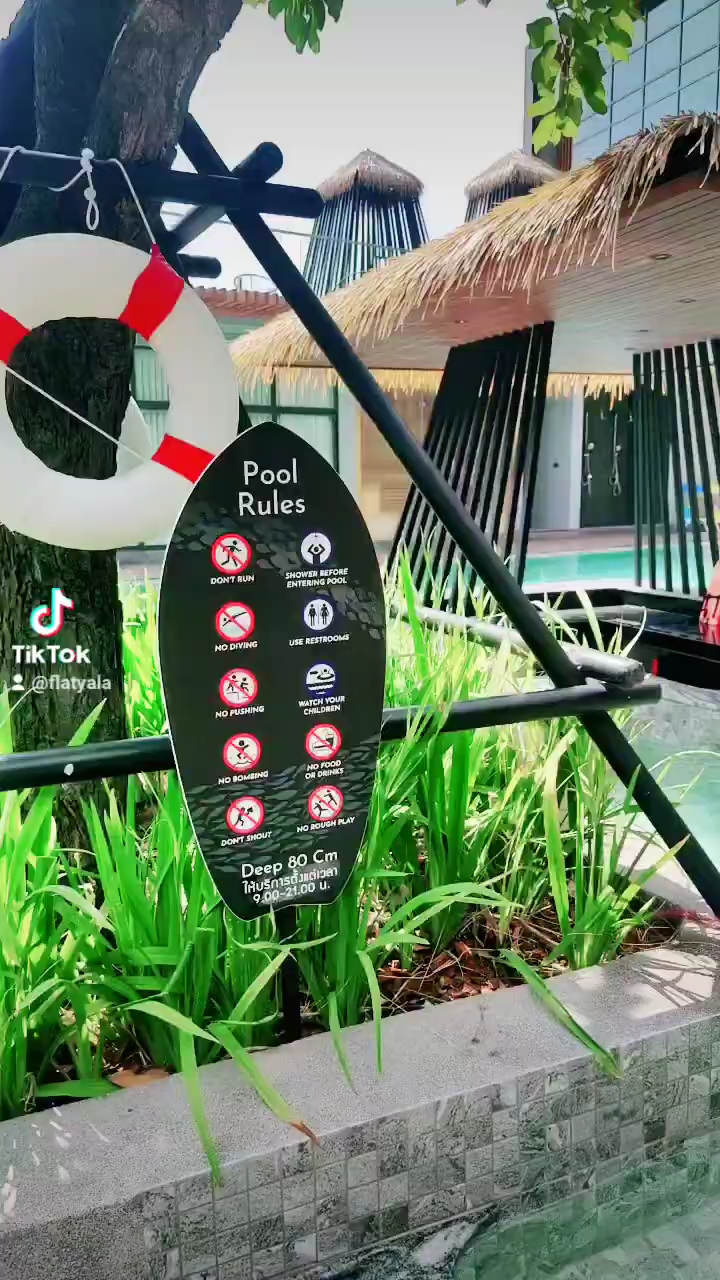 Pool
Rules
DON'T RUN
SHOWER BEFORE
ENTERING POOL
NO DIVING
USE RESTROOMS
NO PUSHING
WATCH YOUR
CHILDREN
NO BOMBING
NO FOOD
OR DRINKS
DON'T SHOUT
NO ROUGH PLAY
Deep 80 Cm
ให้บริการตั้งแต่เวลา
9.00-21.00 น.
TikTok
@flatyala